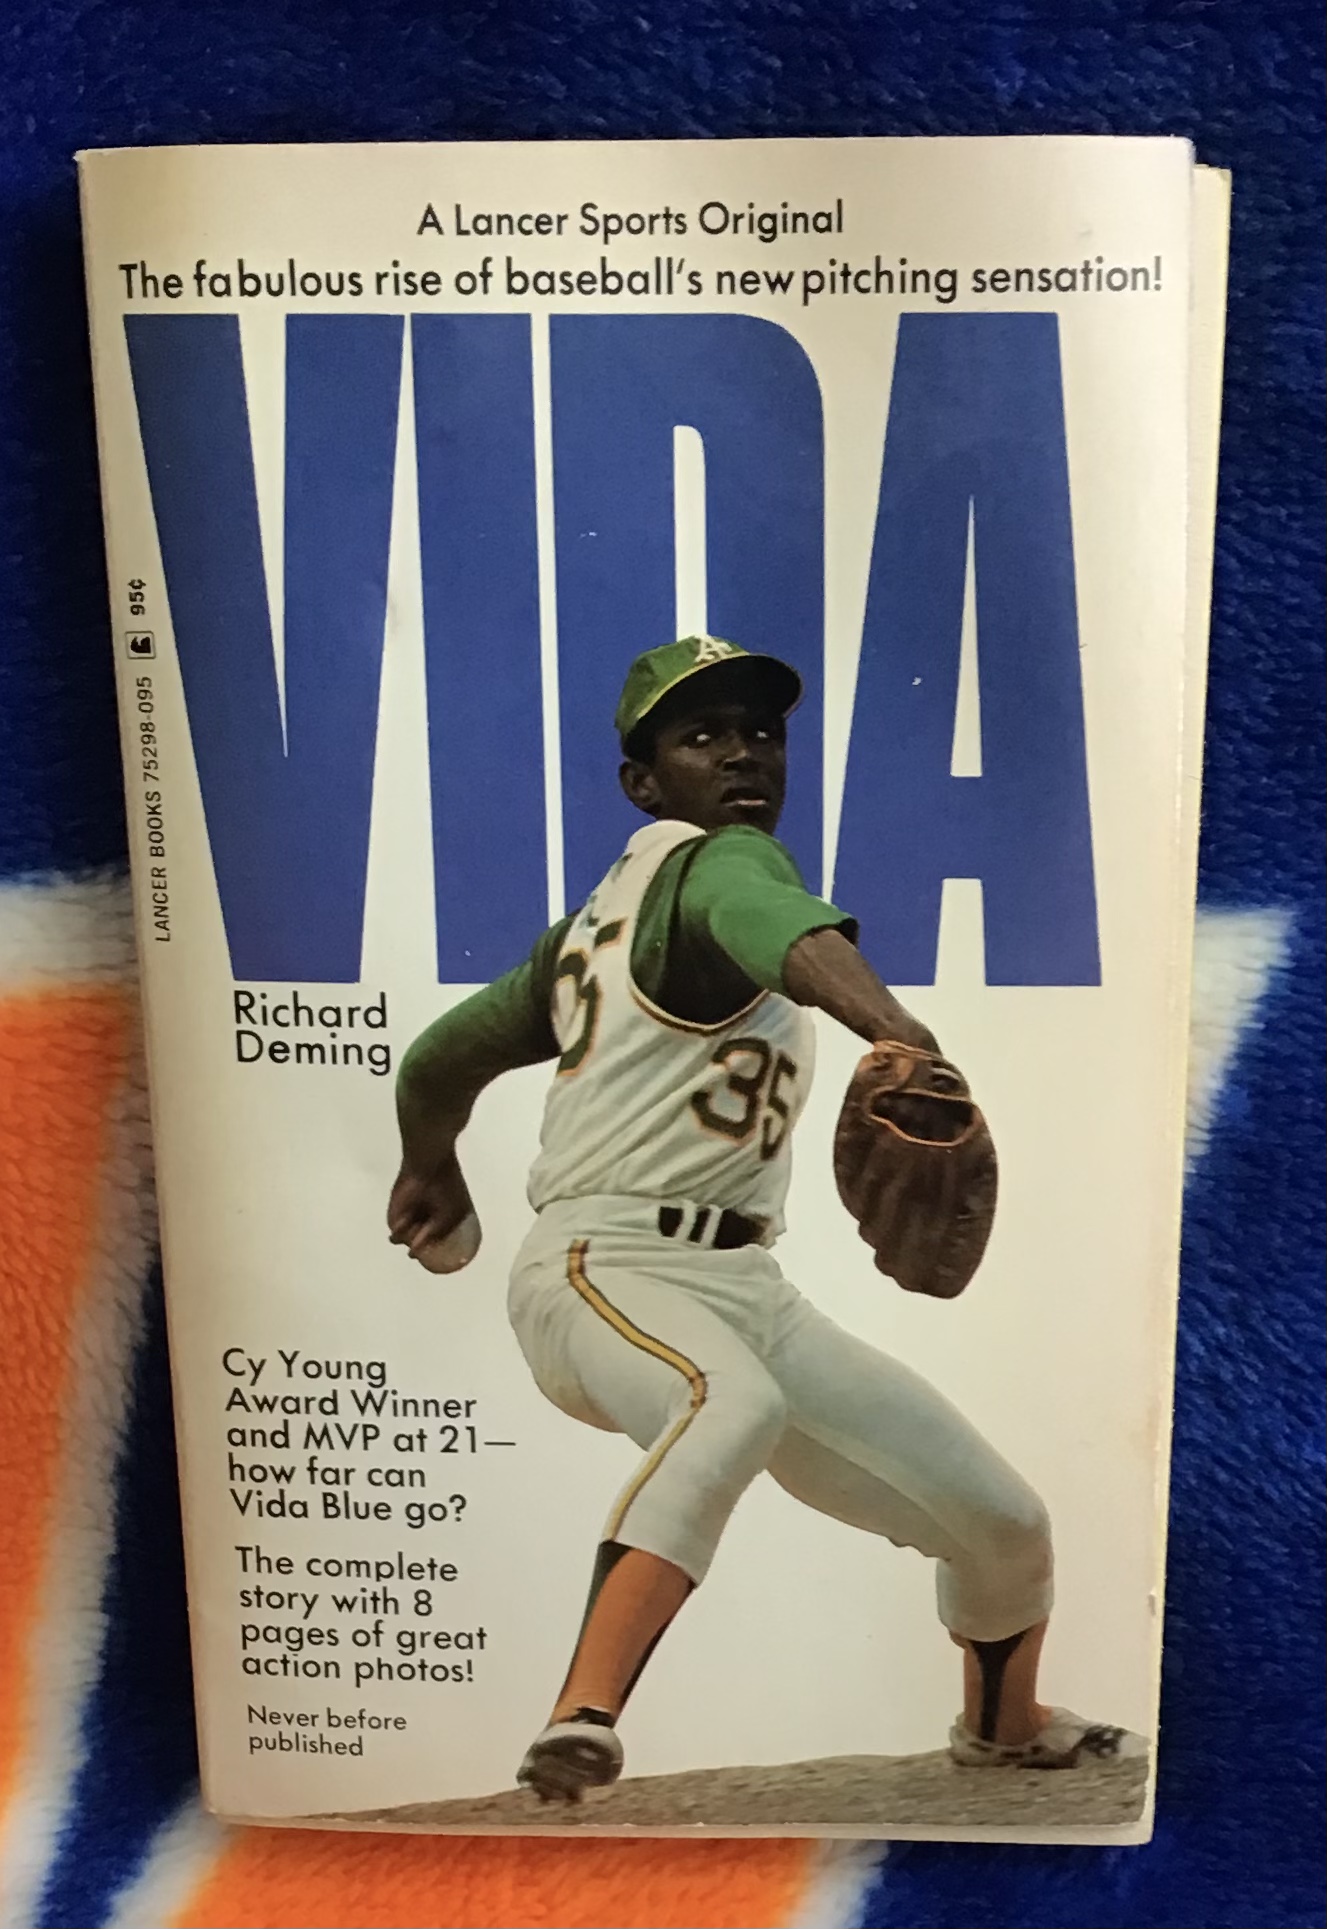 A Lancer Sports Original
The fabulous rise of baseball's new pitching sensation!
VIDA
LANCER BOOKS 75298-095 95¢
A's
35
Richard
Deming
Cy Young
Award Winner
and MVP at 21—
how far can
Vida Blue go?
The complete
story with 8
pages of great
action photos!
Never before
published